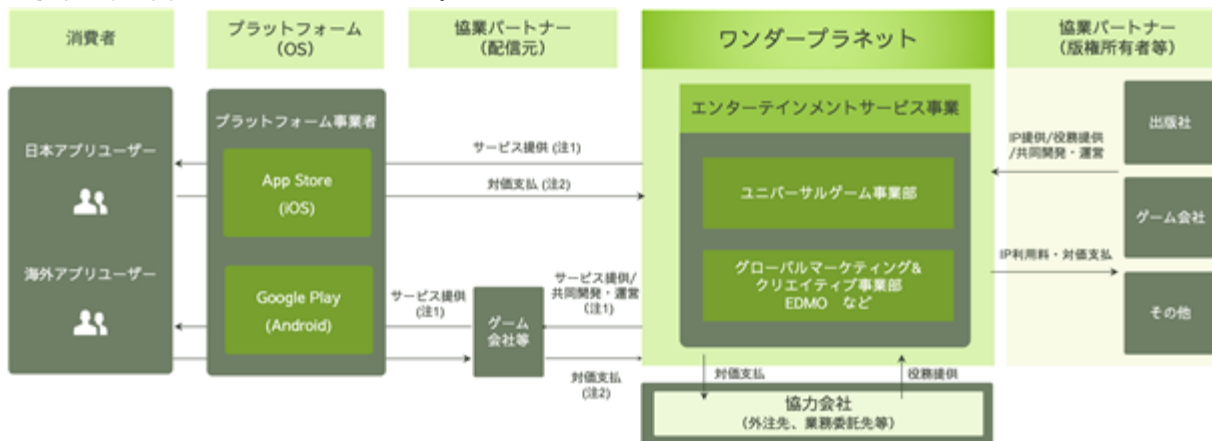 消費者
プラットフォーム
（OS）
協業パートナー
（配信元）
ワンダープラネット
協業パートナー
（版権所有者等）
日本アプリユーザー
海外アプリユーザー
プラットフォーム事業者
App Store
(iOS)
Google Play
(Android)
サービス提供 (注1)
対価支払 (注2)
サービス提供
(注1)
ゲーム
会社等
サービス提供/
共同開発・運営
（注1）
対価支払
(注2)
エンターテインメントサービス事業
ユニバーサルゲーム事業部
グローバルマーケティング&
クリエイティブ事業部
EDMO など
対価支払
役務提供
協力会社
（外注先、業務委託先等）
IP提供/役務提供
/共同開発・運営
IP利用料・対価支払
出版社
ゲーム会社
その他